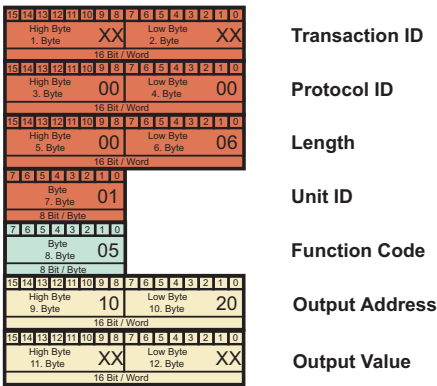 15 14 13 12 11 10 9 8 7 6 5 4 3 2 1 0
High Byte XX Low Byte XX
1. Byte 2. Byte
16 Bit / Word
Transaction ID
15 14 13 12 11 10 9 8 7 6 5 4 3 2 1 0
High Byte 00 Low Byte 00
3. Byte 4. Byte
16 Bit / Word
Protocol ID
15 14 13 12 11 10 9 8 7 6 5 4 3 2 1 0
High Byte 00 Low Byte 06
5. Byte 6. Byte
16 Bit / Word
Length
7 6 5 4 3 2 1 0
Byte 01
7. Byte
8 Bit / Byte
Unit ID
7 6 5 4 3 2 1 0
Byte 05
8. Byte
8 Bit / Byte
Function Code
15 14 13 12 11 10 9 8 7 6 5 4 3 2 1 0
High Byte 10 Low Byte 20
9. Byte 10. Byte
16 Bit / Word
Output Address
15 14 13 12 11 10 9 8 7 6 5 4 3 2 1 0
High Byte XX Low Byte XX
11. Byte 12. Byte
16 Bit / Word
Output Value